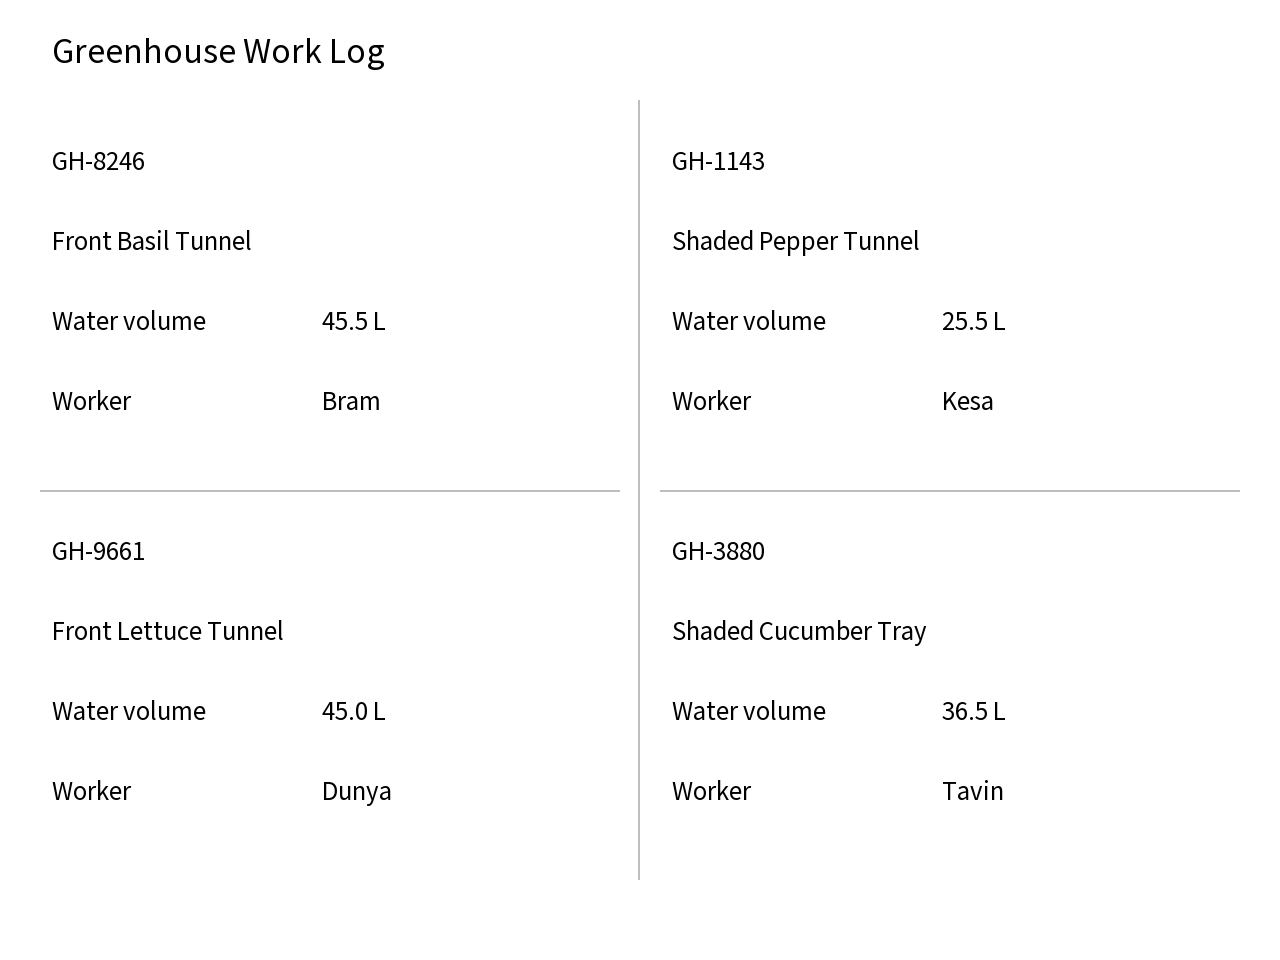 Greenhouse Work Log
GH-8246
Front Basil Tunnel
Water volume 45.5 L
Worker Bram
GH-9661
Front Lettuce Tunnel
Water volume 45.0 L
Worker Dunya
GH-1143
Shaded Pepper Tunnel
Water volume 25.5 L
Worker Kesa
GH-3880
Shaded Cucumber Tray
Water volume 36.5 L
Worker Tavin